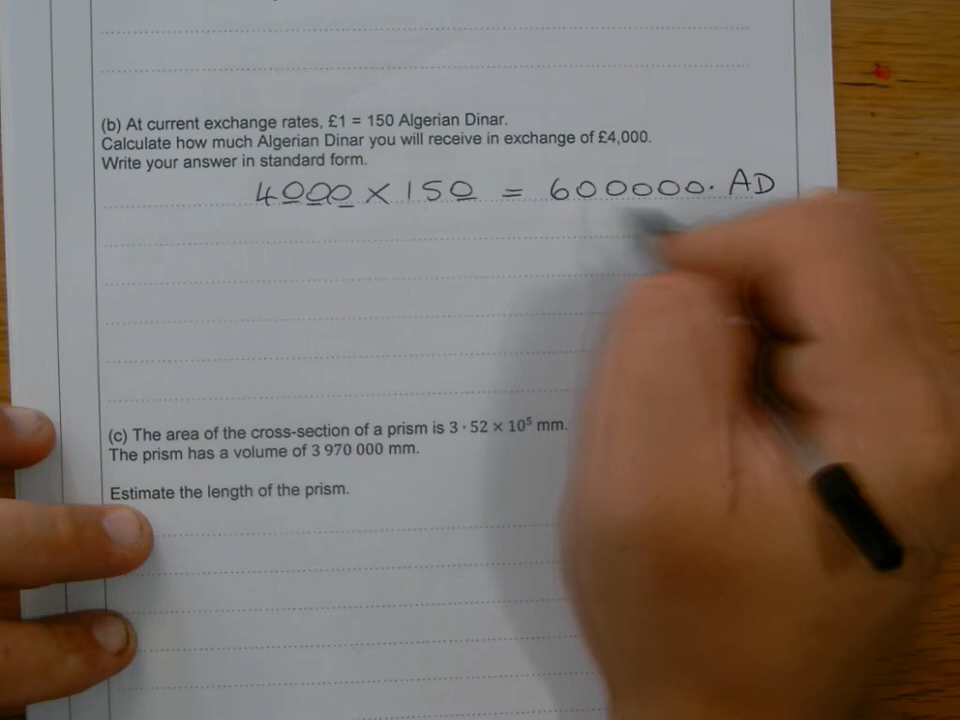 (b) At current exchange rates, £1 = 150 Algerian Dinar.
Calculate how much Algerian Dinar you will receive in exchange of £4,000.
Write your answer in standard form.
4000 × 150 = 600000. AD
(c) The area of the cross-section of a prism is 3 · 52 × 10⁵ mm.
The prism has a volume of 3 970 000 mm.
Estimate the length of the prism.